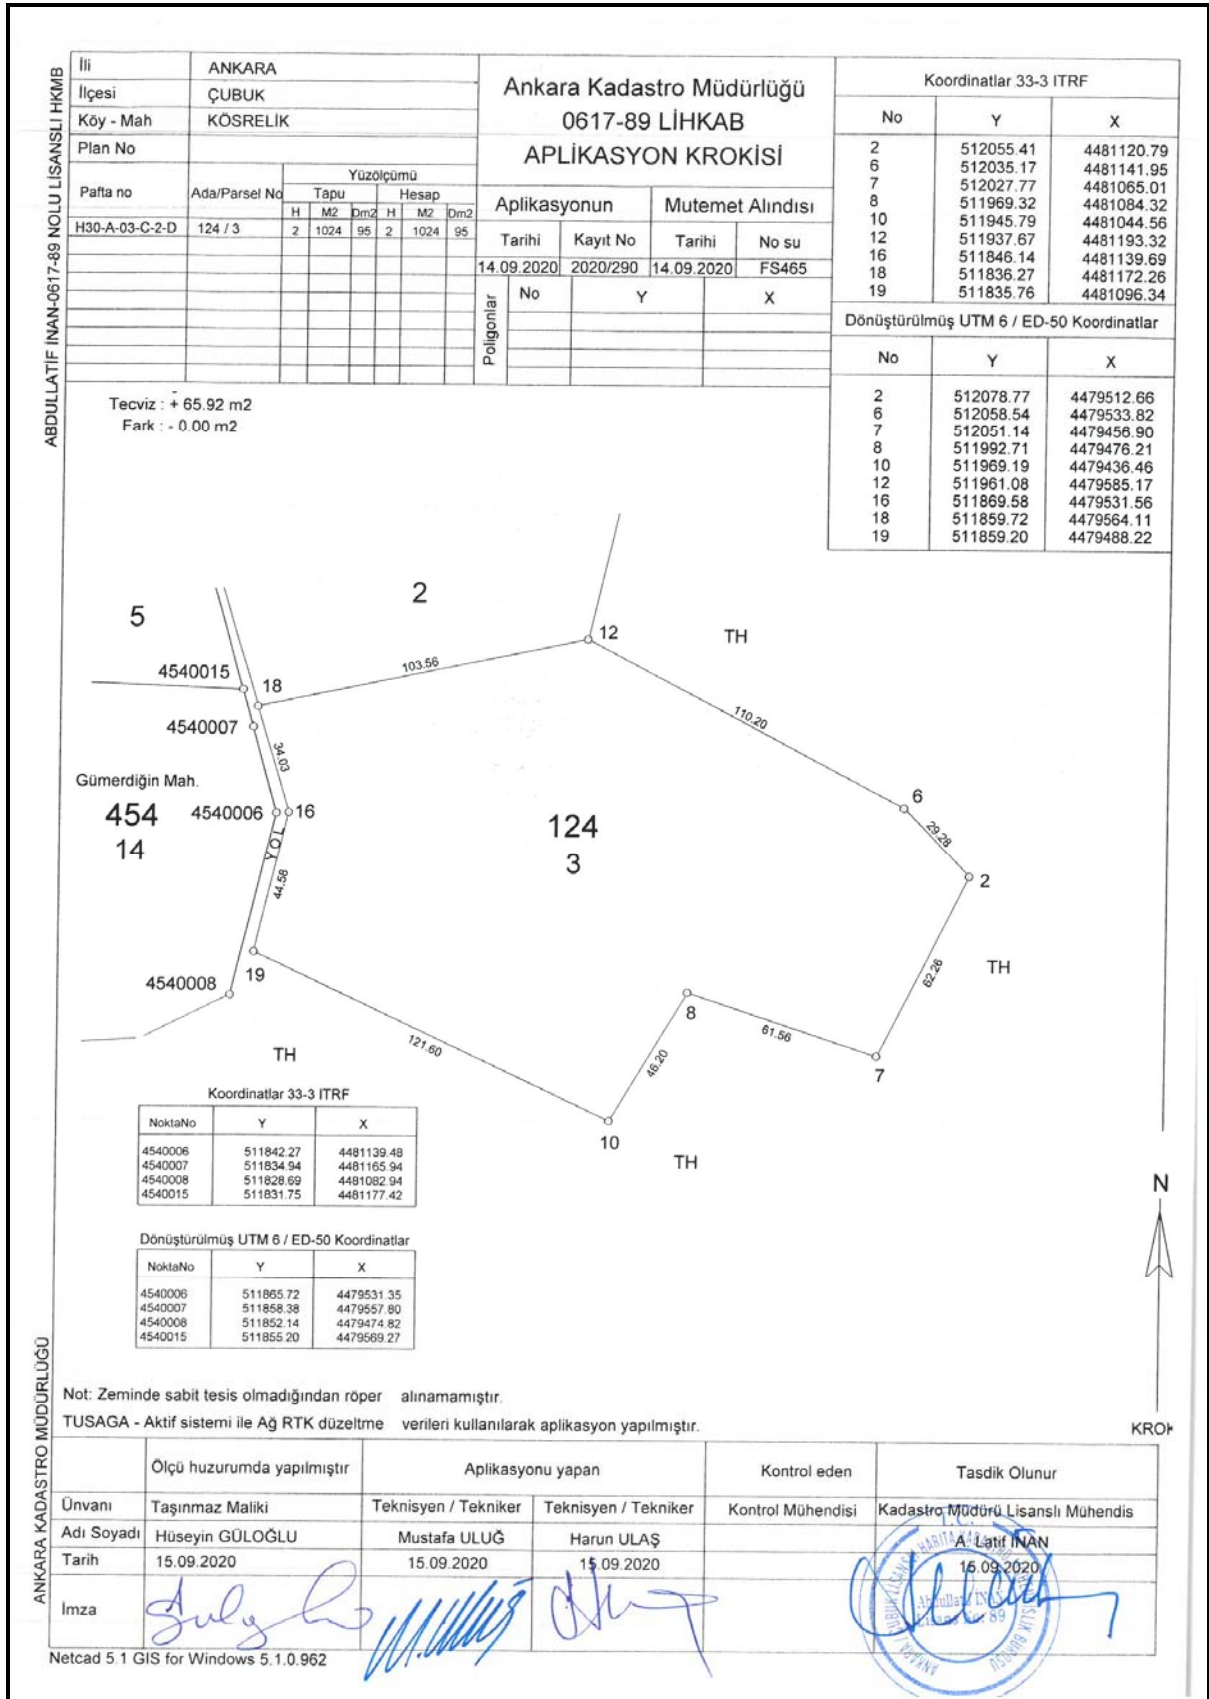 ABDULLATİF İNAN-0617-89 NOLU LİSANSLI HKMB
ANKARA KADASTRO MÜDÜRLÜĞÜ
İli ANKARA
İlçesi ÇUBUK
Köy - Mah KÖSRELİK
Plan No
Yüzölçümü
Pafta no Ada/Parsel No Tapu Hesap
H M2 Dm2 H M2 Dm2
H30-A-03-C-2-D 124 / 3 2 1024 95 2 1024 95
Ankara Kadastro Müdürlüğü
0617-89 LİHKAB
APLİKASYON KROKİSİ
Aplikasyonun Mutemet Alındısı
Tarihi Kayıt No Tarihi No su
14.09.2020 2020/290 14.09.2020 FS465
Poligonlar
No Y X
Koordinatlar 33-3 ITRF
No Y X
2 512055.41 4481120.79
6 512035.17 4481141.95
7 512027.77 4481065.01
8 511969.32 4481084.32
10 511945.79 4481044.56
12 511937.67 4481193.32
16 511846.14 4481139.69
18 511836.27 4481172.26
19 511835.76 4481096.34
Dönüştürülmüş UTM 6 / ED-50 Koordinatlar
No Y X
2 512078.77 4479512.66
6 512058.54 4479533.82
7 512051.14 4479456.90
8 511992.71 4479476.21
10 511969.19 4479436.46
12 511961.08 4479585.17
16 511869.58 4479531.56
18 511859.72 4479564.11
19 511859.20 4479488.22
Tecviz : + 65.92 m2
Fark : - 0.00 m2
2
5
12
TH
103.56
4540015
18
110.20
4540007
34.03
Gümerdiğin Mah.
454
14
4540006
16
YOL
124
3
6
29.28
2
44.58
19
4540008
62.26
TH
8
61.56
7
TH
121.60
46.20
10
TH
Koordinatlar 33-3 ITRF
NoktaNo Y X
4540006 511842.27 4481139.48
4540007 511834.94 4481165.94
4540008 511828.69 4481082.94
4540015 511831.75 4481177.42
N
Dönüştürülmüş UTM 6 / ED-50 Koordinatlar
NoktaNo Y X
4540006 511865.72 4479531.35
4540007 511858.38 4479557.80
4540008 511852.14 4479474.82
4540015 511855.20 4479569.27
Not: Zeminde sabit tesis olmadığından röper alınamamıştır.
TUSAGA - Aktif sistemi ile Ağ RTK düzeltme verileri kullanılarak aplikasyon yapılmıştır.
KROK
Ölçü huzurumda yapılmıştır Aplikasyonu yapan Kontrol eden Tasdik Olunur
Ünvanı Taşınmaz Maliki Teknisyen / Tekniker Teknisyen / Tekniker Kontrol Mühendisi Kadastro Müdürü Lisanslı Mühendis
Adı Soyadı Hüseyin GÜLOĞLU Mustafa ULUĞ Harun ULAŞ A. Latif İNAN
Tarih 15.09.2020 15.09.2020 15.09.2020 15.09.2020
İmza
T.C.
Abdullatif İNAN
Lisans No: 89
Netcad 5.1 GIS for Windows 5.1.0.962